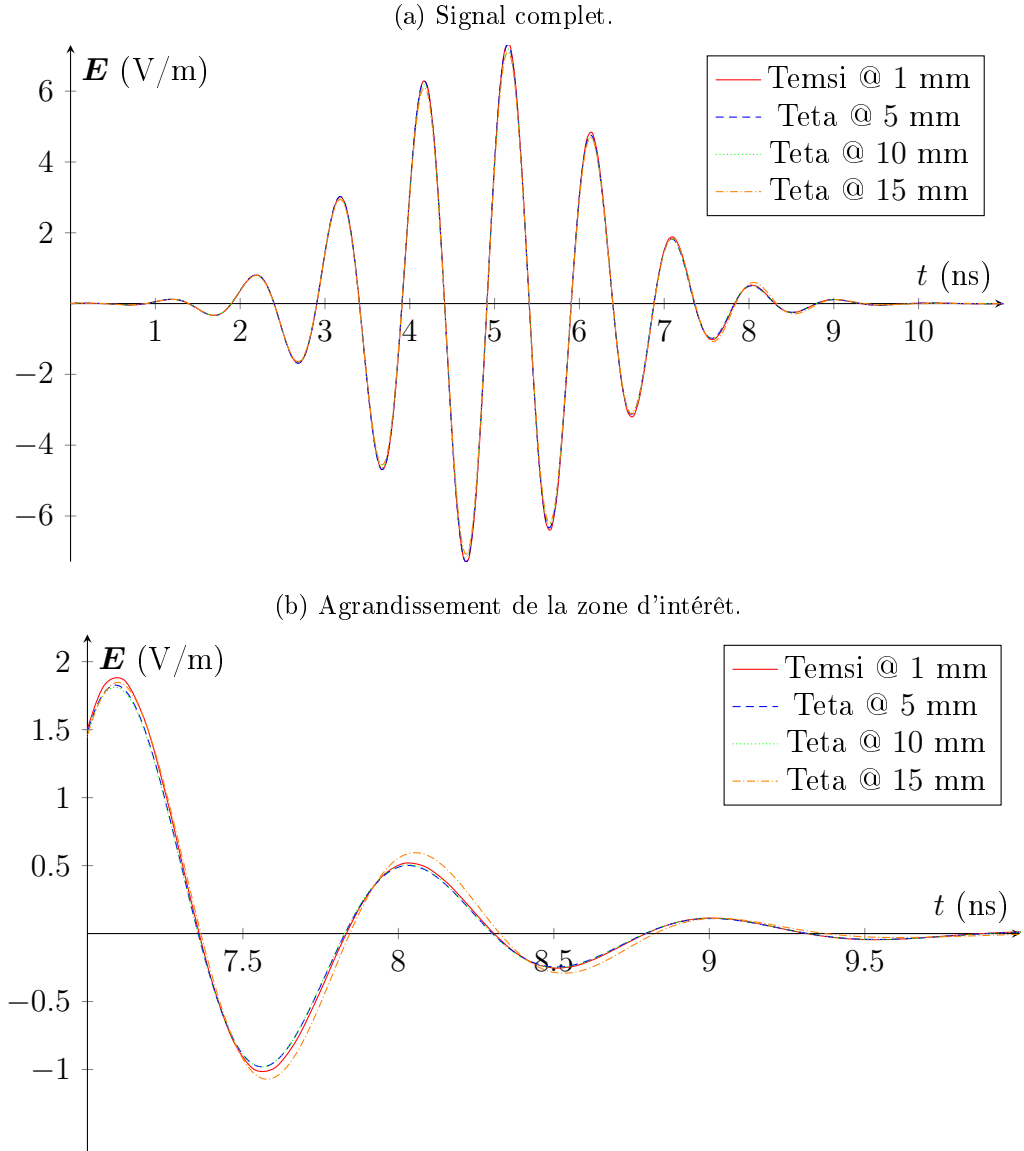 (a) Signal complet.
E (V/m)
6
4
2
−2
−4
−6
Temsi @ 1 mm
Teta @ 5 mm
Teta @ 10 mm
Teta @ 15 mm
t (ns)
1 2 3 4 5 6 7 8 9 10
(b) Agrandissement de la zone d'intérêt.
E (V/m)
2
1.5
1
0.5
−0.5
−1
Temsi @ 1 mm
Teta @ 5 mm
Teta @ 10 mm
Teta @ 15 mm
t (ns)
7.5 8 8.5 9 9.5